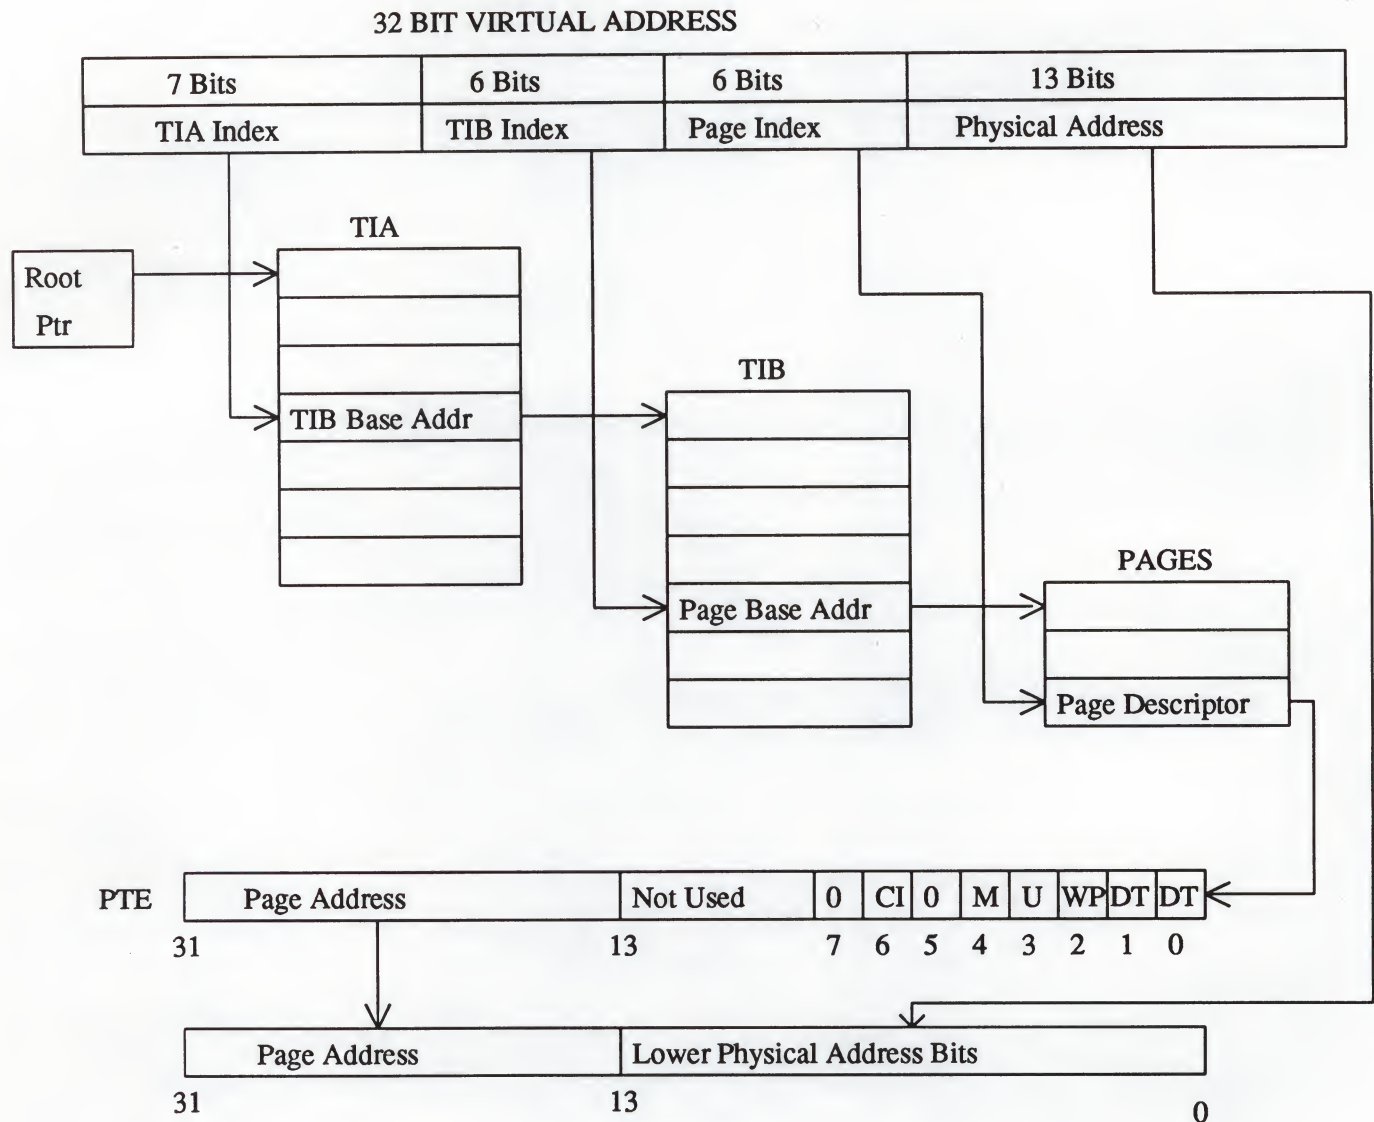 32 BIT VIRTUAL ADDRESS
7 Bits 6 Bits 6 Bits 13 Bits
TIA Index TIB Index Page Index Physical Address
TIA
Root
Ptr
TIB
TIB Base Addr
PAGES
Page Base Addr
Page Descriptor
PTE Page Address Not Used 0 CI 0 M U WP DT DT
31 13 7 6 5 4 3 2 1 0
Page Address Lower Physical Address Bits
31 13 0